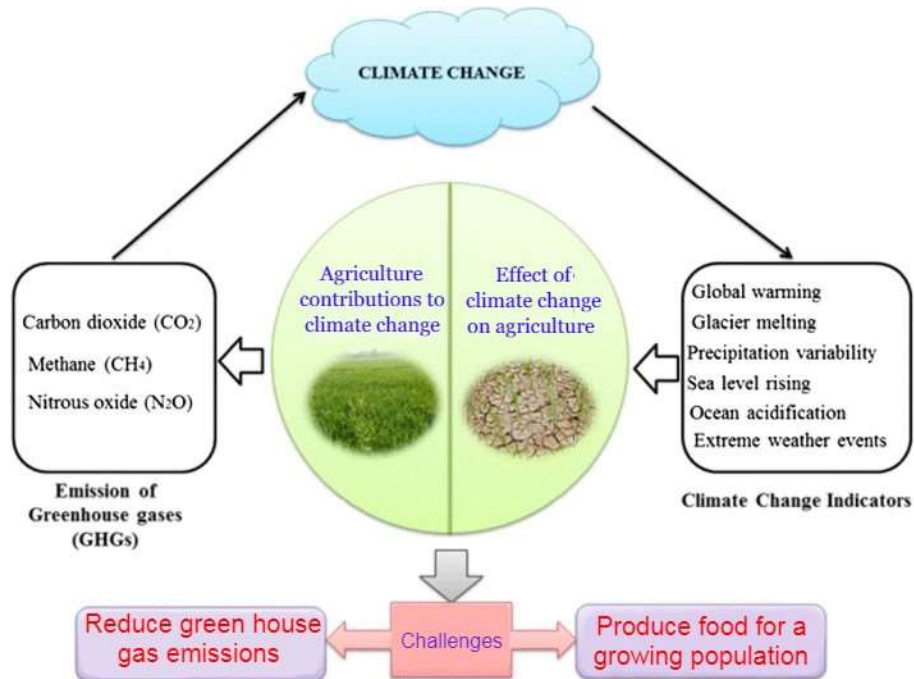 CLIMATE CHANGE
Agriculture
contributions to
climate change
Effect of
climate change
on agriculture
Carbon dioxide (CO₂)
Methane (CH₄)
Nitrous oxide (N₂O)
Emission of
Greenhouse gases
(GHGs)
Global warming
Glacier melting
Precipitation variability
Sea level rising
Ocean acidification
Extreme weather events
Climate Change Indicators
Reduce green house
gas emissions
Challenges
Produce food for a
growing population